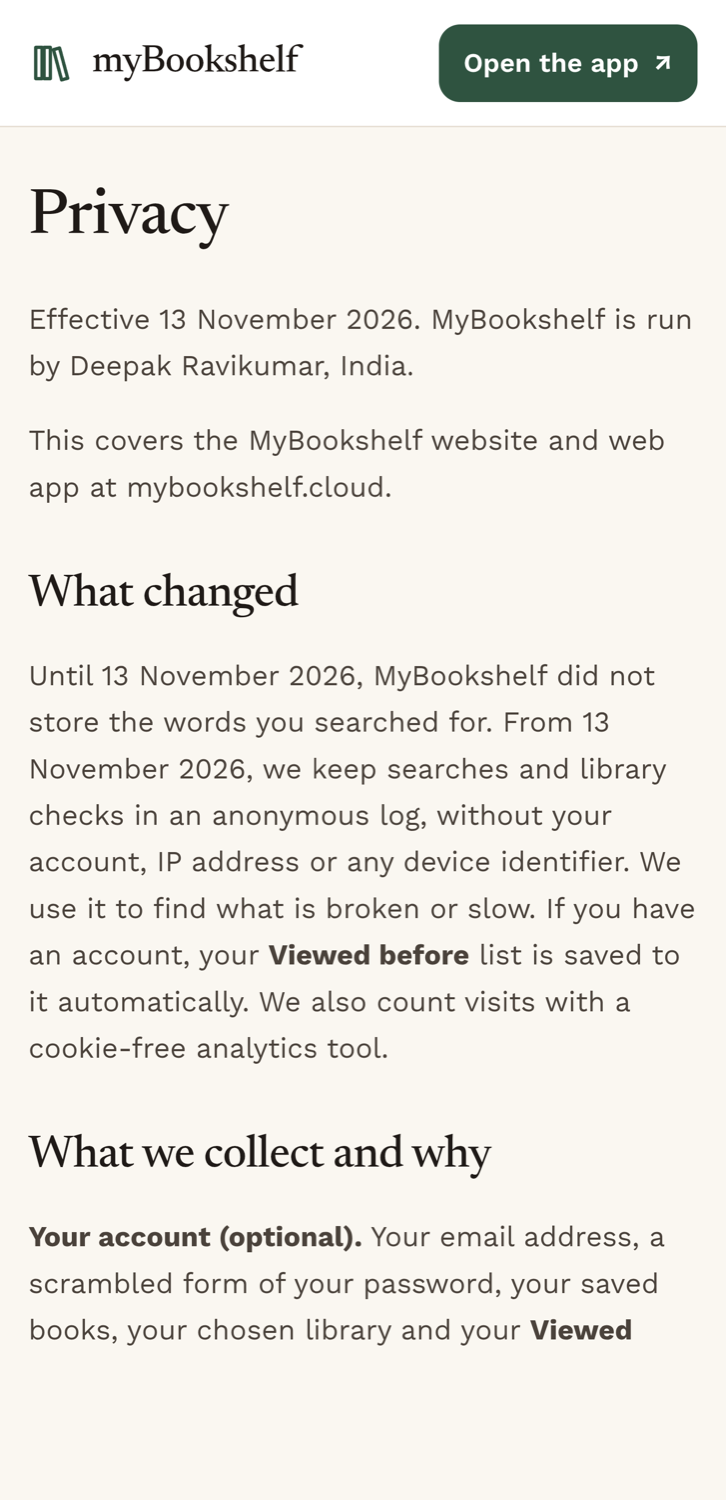 myBookshelf
Open the app ↗
Privacy
Effective 13 November 2026. MyBookshelf is run
by Deepak Ravikumar, India.
This covers the MyBookshelf website and web
app at mybookshelf.cloud.
What changed
Until 13 November 2026, MyBookshelf did not
store the words you searched for. From 13
November 2026, we keep searches and library
checks in an anonymous log, without your
account, IP address or any device identifier. We
use it to find what is broken or slow. If you have
an account, your Viewed before list is saved to
it automatically. We also count visits with a
cookie-free analytics tool.
What we collect and why
Your account (optional). Your email address, a
scrambled form of your password, your saved
books, your chosen library and your Viewed